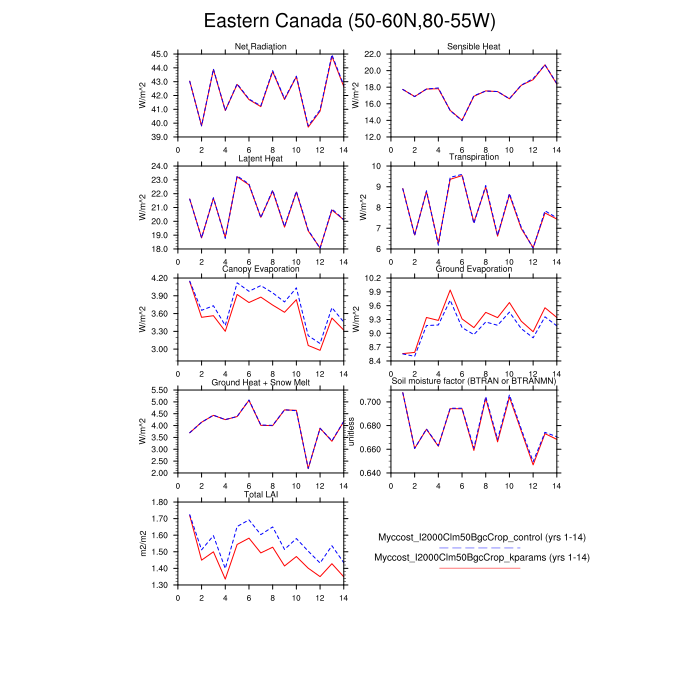 Eastern Canada (50-60N,80-55W)
Net Radiation
W/m^2
45.0
44.0
43.0
42.0
41.0
40.0
39.0
0 2 4 6 8 10 12 14
Sensible Heat
W/m^2
22.0
20.0
18.0
16.0
14.0
12.0
0 2 4 6 8 10 12 14
Latent Heat
W/m^2
24.0
23.0
22.0
21.0
20.0
19.0
18.0
0 2 4 6 8 10 12 14
Transpiration
W/m^2
10
9
8
7
6
0 2 4 6 8 10 12 14
Canopy Evaporation
W/m^2
4.20
3.90
3.60
3.30
3.00
0 2 4 6 8 10 12 14
Ground Evaporation
W/m^2
10.2
9.9
9.6
9.3
9.0
8.7
8.4
0 2 4 6 8 10 12 14
Ground Heat + Snow Melt
W/m^2
5.50
5.00
4.50
4.00
3.50
3.00
2.50
2.00
0 2 4 6 8 10 12 14
Soil moisture factor (BTRAN or BTRANMN)
unitless
0.700
0.680
0.660
0.640
0 2 4 6 8 10 12 14
Total LAI
m2/m2
1.80
1.70
1.60
1.50
1.40
1.30
0 2 4 6 8 10 12 14
Myccost_I2000Clm50BgcCrop_control (yrs 1-14)
Myccost_I2000Clm50BgcCrop_kparams (yrs 1-14)